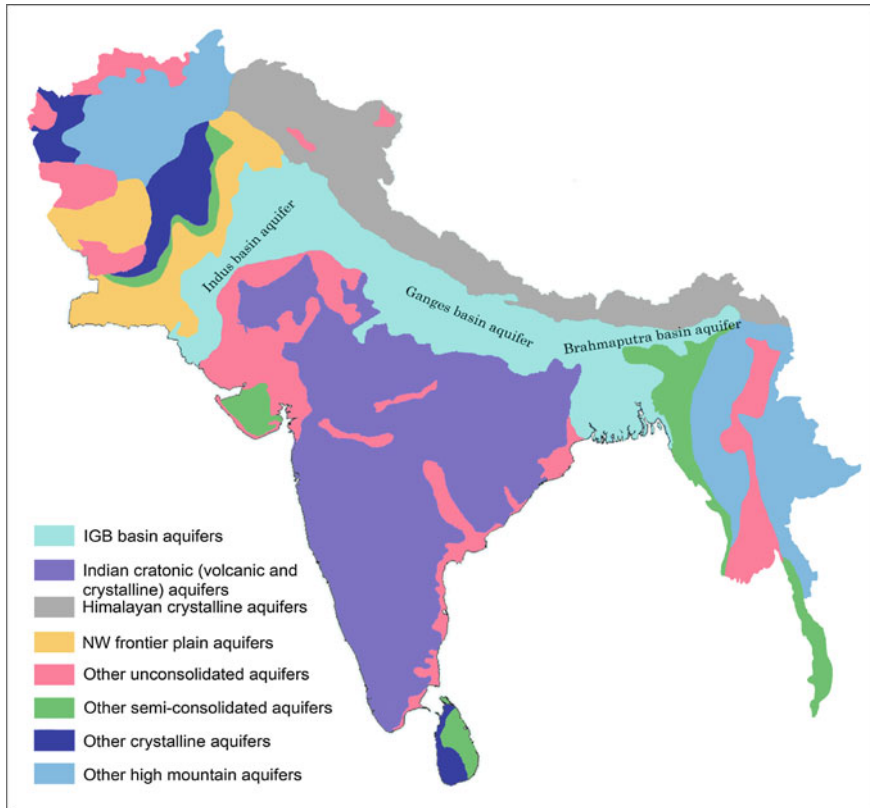 Indus basin aquifer
Ganges basin aquifer
Brahmaputra basin aquifer
IGB basin aquifers
Indian cratonic (volcanic and
crystalline) aquifers
Himalayan crystalline aquifers
NW frontier plain aquifers
Other unconsolidated aquifers
Other semi-consolidated aquifers
Other crystalline aquifers
Other high mountain aquifers